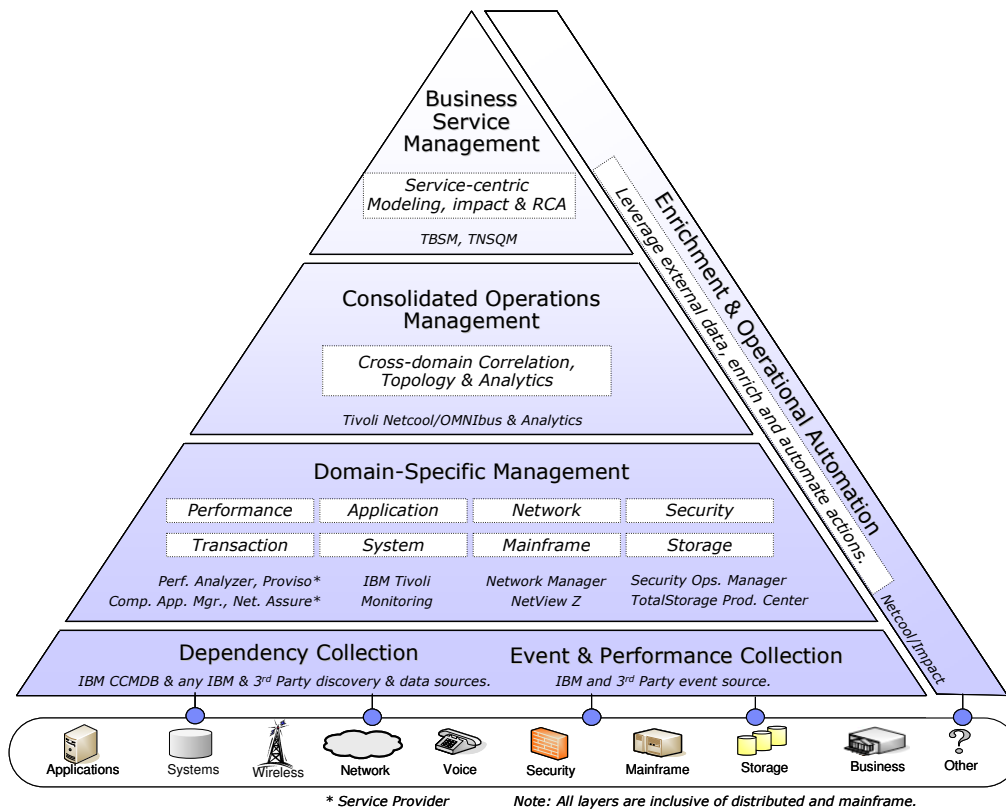 Business
Service
Management
Service-centric
Modeling, impact & RCA
TBSM, TNSQM
Consolidated Operations
Management
Cross-domain Correlation,
Topology & Analytics
Tivoli Netcool/OMNIbus & Analytics
Domain-Specific Management
Performance
Application
Network
Security
Transaction
System
Mainframe
Storage
Perf. Analyzer, Proviso*
Comp. App. Mgr., Net. Assure*
IBM Tivoli
Monitoring
Network Manager
NetView Z
Security Ops. Manager
TotalStorage Prod. Center
Dependency Collection
IBM CCMDB & any IBM & 3rd Party discovery & data sources.
Event & Performance Collection
IBM and 3rd Party event source.
Enrichment & Operational Automation
Leverage external data, enrich and automate actions.
Netcool/Impact
Applications
Systems
Wireless
Network
Voice
Security
Mainframe
Storage
Business
?
Other
* Service Provider
Note: All layers are inclusive of distributed and mainframe.